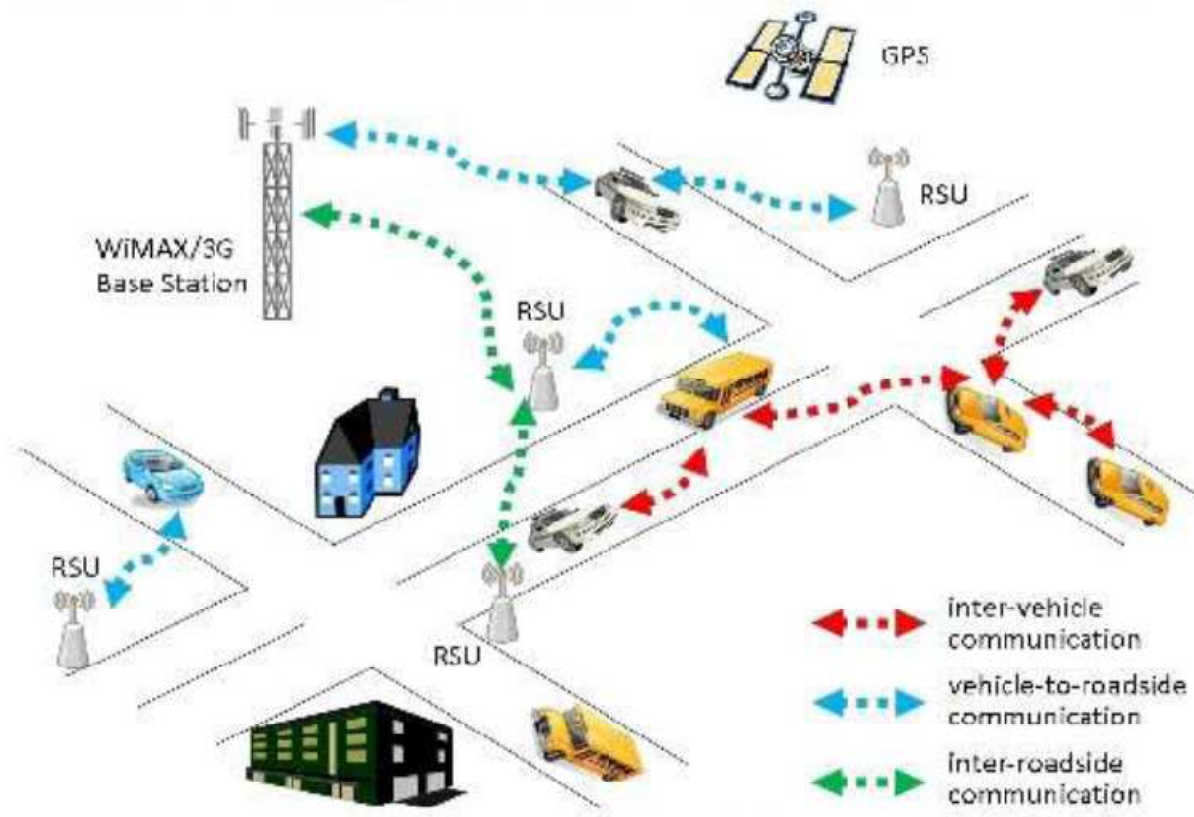 GPS
RSU
WiMAX/3G
Base Station
RSU
RSU
RSU
inter-vehicle
communication
vehicle-to-roadside
communication
inter-roadside
communication